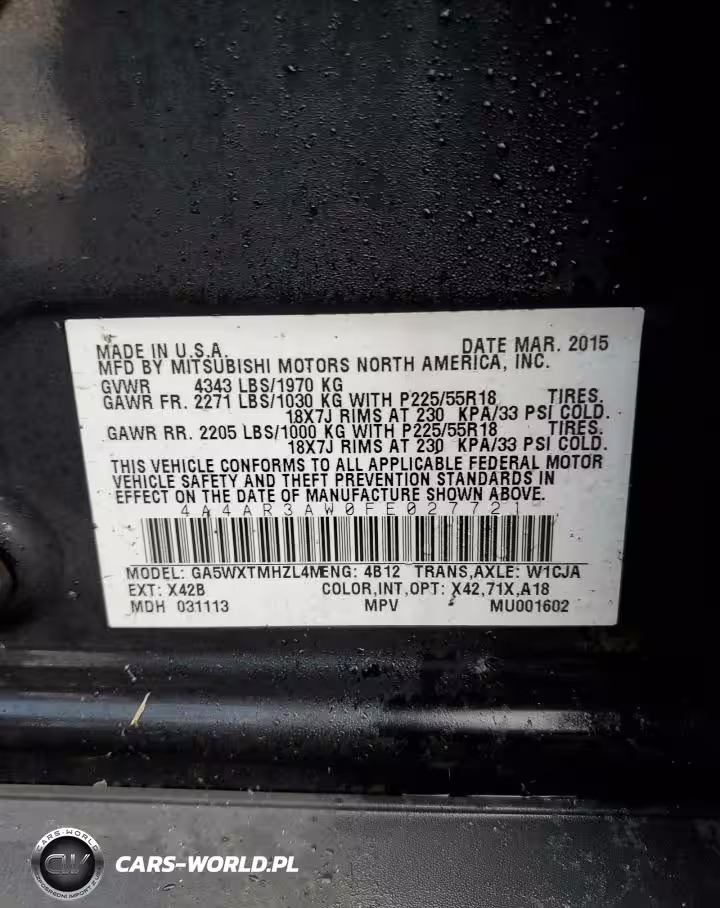 MADE IN U.S.A. DATE MAR. 2015
MFD BY MITSUBISHI MOTORS NORTH AMERICA, INC.
GVWR 4343 LBS/1970 KG
GAWR FR. 2271 LBS/1030 KG WITH P225/55R18 TIRES.
18X7J RIMS AT 230 KPA/33 PSI COLD.
GAWR RR. 2205 LBS/1000 KG WITH P225/55R18 TIRES.
18X7J RIMS AT 230 KPA/33 PSI COLD.
THIS VEHICLE CONFORMS TO ALL APPLICABLE FEDERAL MOTOR
VEHICLE SAFETY AND THEFT PREVENTION STANDARDS IN
EFFECT ON THE DATE OF MANUFACTURE SHOWN ABOVE.
4A4AR3AW0FE027721
MODEL: GA5WXTMHZL4M ENG: 4B12 TRANS,AXLE: W1CJA
EXT: X42B COLOR,INT,OPT: X42,71X,A18
MDH 031113 MPV MU001602
CARS-WORLD
CARS-WORLD.PL